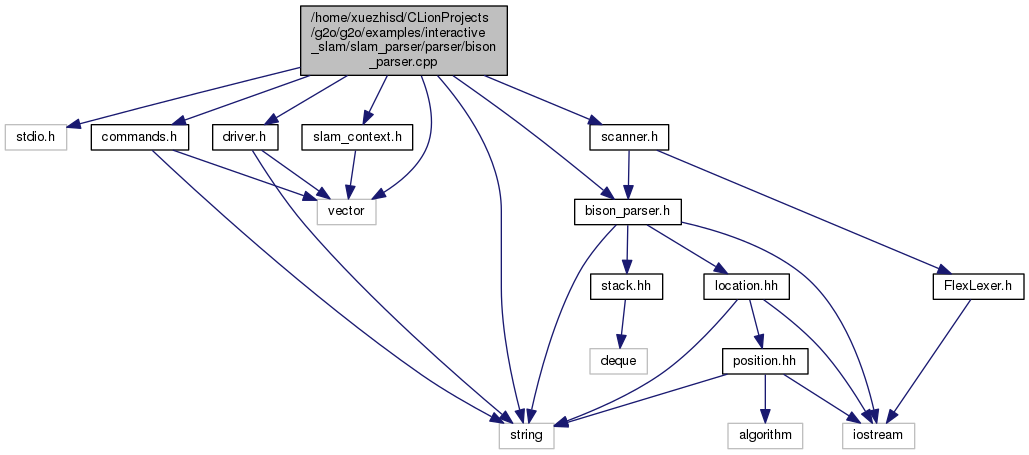 /home/xuezhisd/CLionProjects
/g2o/g2o/examples/interactive
_slam/slam_parser/parser/bison
_parser.cpp
stdio.h
commands.h
driver.h
slam_context.h
scanner.h
vector
bison_parser.h
stack.hh
location.hh
FlexLexer.h
deque
position.hh
string
algorithm
iostream